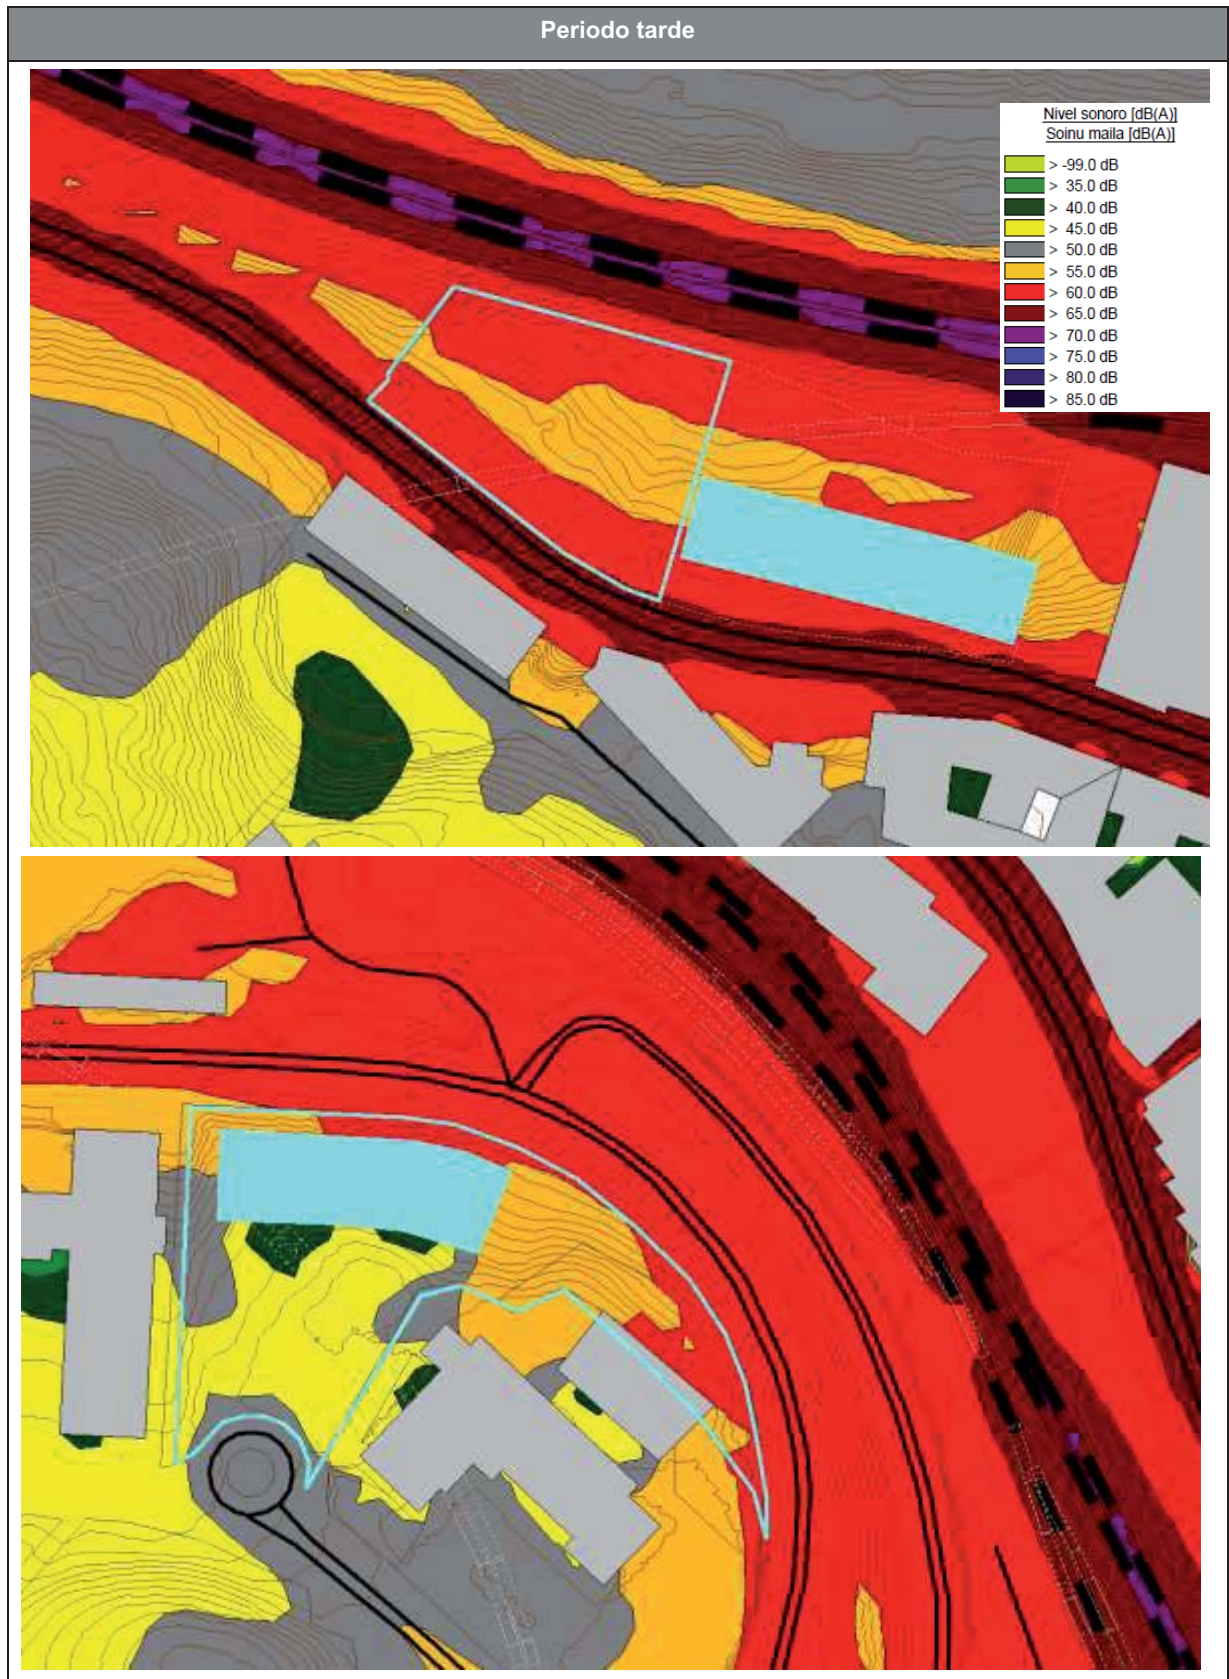 Periodo tarde
Nivel sonoro [dB(A)]
Soinu maila [dB(A)]
> -99.0 dB
> 35.0 dB
> 40.0 dB
> 45.0 dB
> 50.0 dB
> 55.0 dB
> 60.0 dB
> 65.0 dB
> 70.0 dB
> 75.0 dB
> 80.0 dB
> 85.0 dB